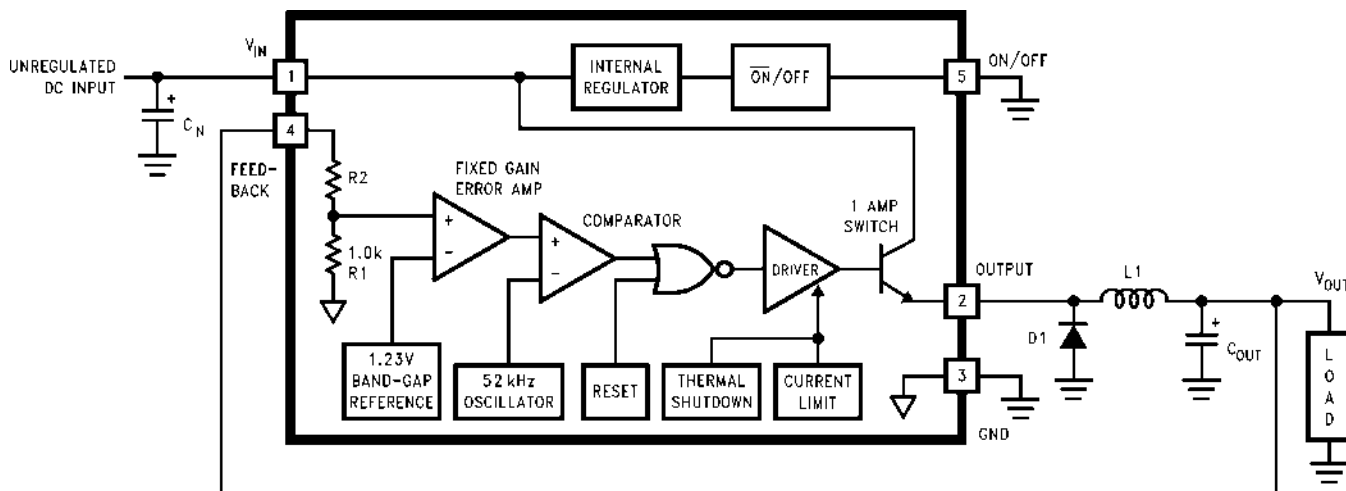 V_IN
UNREGULATED
DC INPUT
+
C_N
1
4
FEED-
BACK
R2
1.0k
R1
INTERNAL
REGULATOR
O̅N̅/OFF
5
ON/OFF
FIXED GAIN
ERROR AMP
+
−
COMPARATOR
+
−
DRIVER
1 AMP
SWITCH
OUTPUT
2
L1
V_OUT
D1
+
C_OUT
L
O
A
D
1.23V
BAND-GAP
REFERENCE
52 kHz
OSCILLATOR
RESET
THERMAL
SHUTDOWN
CURRENT
LIMIT
3
GND